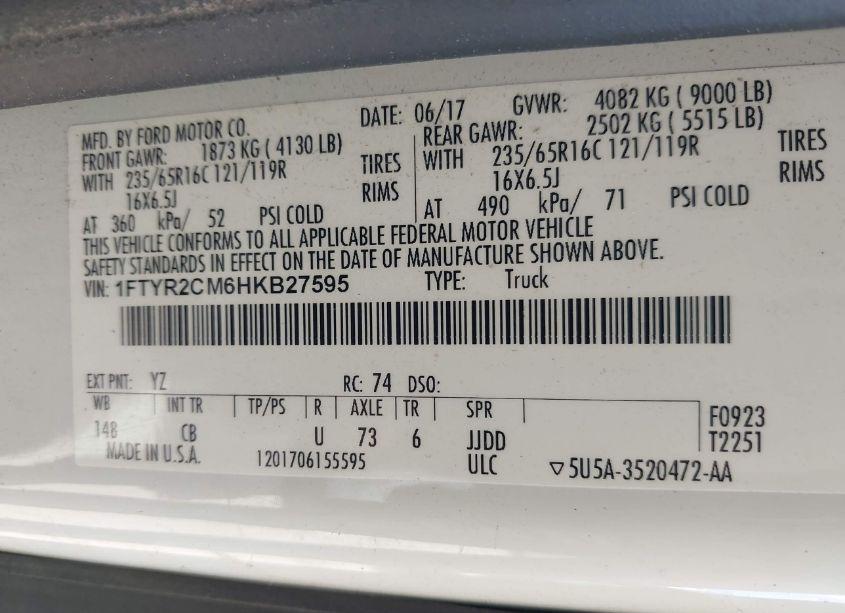 MFD. BY FORD MOTOR CO. DATE: 06/17 GVWR: 4082 KG ( 9000 LB)
FRONT GAWR: 1873 KG ( 4130 LB) REAR GAWR: 2502 KG ( 5515 LB)
WITH 235/65R16C 121/119R TIRES WITH 235/65R16C 121/119R TIRES
16X6.5J RIMS 16X6.5J RIMS
AT 360 kPa/ 52 PSI COLD AT 490 kPa/ 71 PSI COLD
THIS VEHICLE CONFORMS TO ALL APPLICABLE FEDERAL MOTOR VEHICLE
SAFETY STANDARDS IN EFFECT ON THE DATE OF MANUFACTURE SHOWN ABOVE.
VIN: 1FTYR2CM6HKB27595 TYPE: Truck
EXT PNT: YZ RC: 74 DSO:
WB INT TR TP/PS R AXLE TR SPR F0923
148 CB U 73 6 JJDD T2251
MADE IN U.S.A. 1201706155595 ULC ▽5U5A-3520472-AA